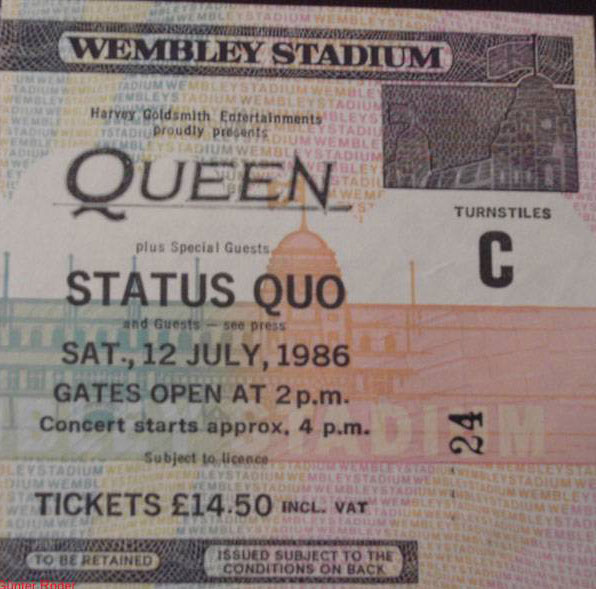 WEMBLEY STADIUM
Harvey Goldsmith Entertainments
proudly presents
QUEEN
TURNSTILES
C
plus Special Guests
STATUS QUO
and Guests – see press
SAT., 12 JULY, 1986
GATES OPEN AT 2 p.m.
Concert starts approx. 4 p.m.
24
Subject to licence
TICKETS £14.50 INCL. VAT
TO BE RETAINED
ISSUED SUBJECT TO THE
CONDITIONS ON BACK
Günter Röder